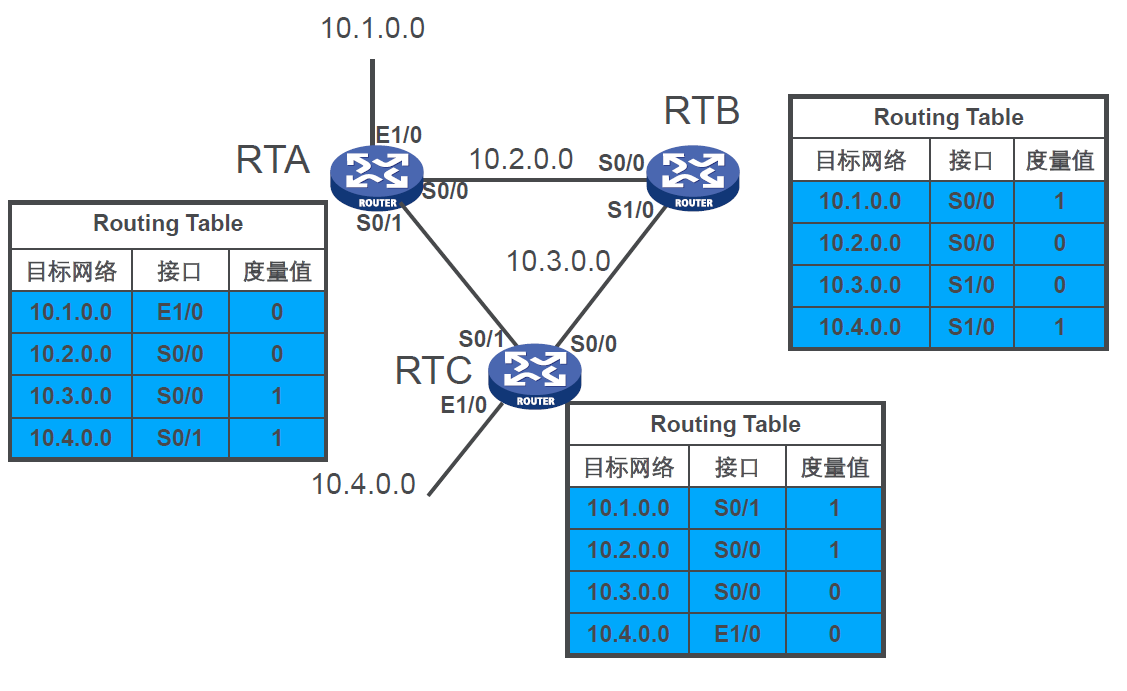 10.1.0.0
RTA
E1/0
ROUTER
S0/0
S0/1
10.2.0.0
RTB
S0/0
ROUTER
S1/0
10.3.0.0
S0/1
S0/0
RTC
ROUTER
E1/0
10.4.0.0
Routing Table
目标网络 接口 度量值
10.1.0.0 E1/0 0
10.2.0.0 S0/0 0
10.3.0.0 S0/0 1
10.4.0.0 S0/1 1
Routing Table
目标网络 接口 度量值
10.1.0.0 S0/0 1
10.2.0.0 S0/0 0
10.3.0.0 S1/0 0
10.4.0.0 S1/0 1
Routing Table
目标网络 接口 度量值
10.1.0.0 S0/1 1
10.2.0.0 S0/0 1
10.3.0.0 S0/0 0
10.4.0.0 E1/0 0